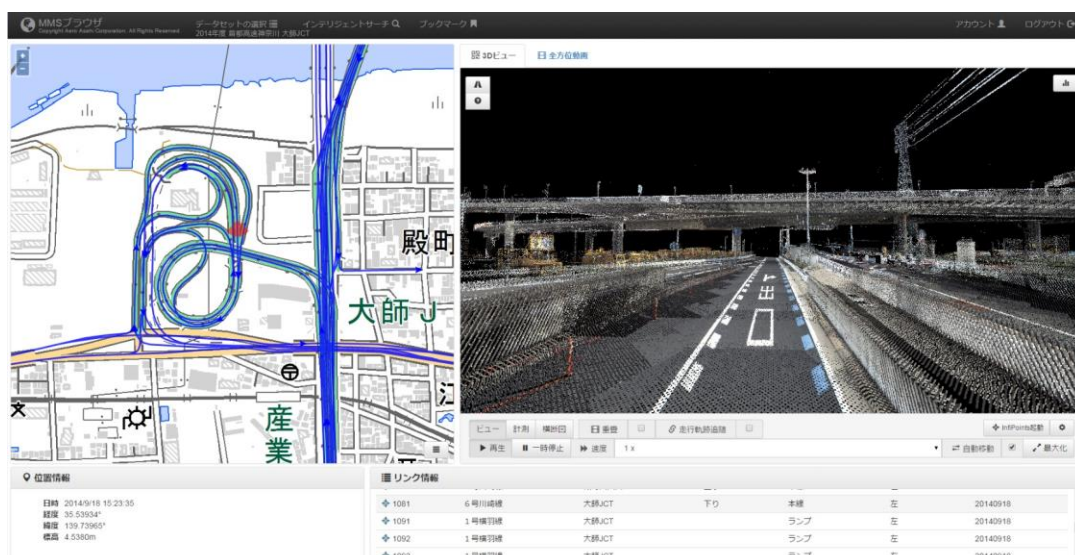 MMSブラウザ
Copyright Aero Asahi Corporation. All Rights Reserved.
データセットの選択
2014年度 首都高速神奈川 大師JCT
インテリジェントサーチ
ブックマーク
アカウント
ログアウト
殿町
大師 J
産業
江
3Dビュー
全方位動画
出
ビュー 計測 横断図 重畳 走行軌跡追随 InfiPoints起動
再生 一時停止 速度 1 x 自動移動 最大化
位置情報
日時 2014/9/18 15:23:35
経度 35.53934°
緯度 139.73965°
標高 4.5380m
リンク情報
1081 6号川崎線 大師JCT 下り 本線 左 20140918
1091 1号横羽線 大師JCT ランプ 左 20140918
1092 1号横羽線 大師JCT ランプ 左 20140918